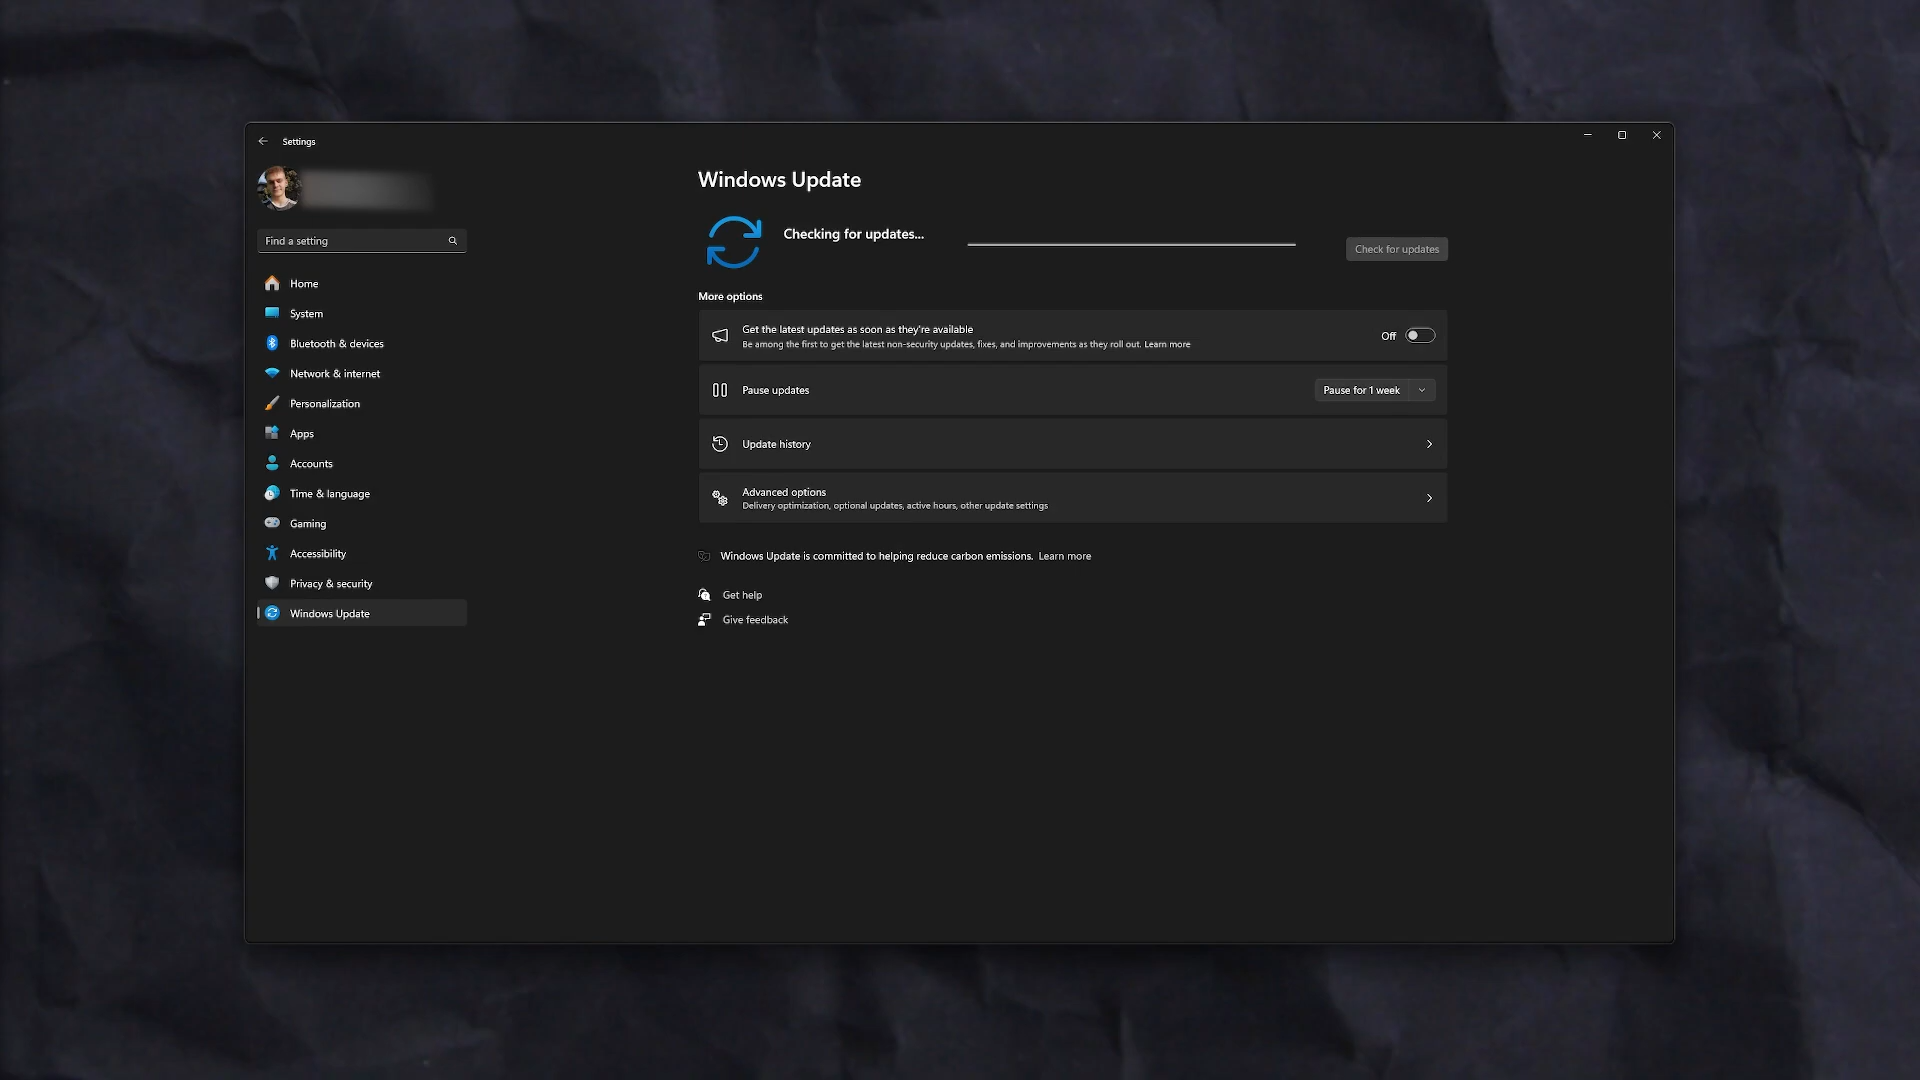 Settings
Find a setting
Home
System
Bluetooth & devices
Network & internet
Personalization
Apps
Accounts
Time & language
Gaming
Accessibility
Privacy & security
Windows Update
Windows Update
Checking for updates...
Check for updates
More options
Get the latest updates as soon as they're available
Be among the first to get the latest non-security updates, fixes, and improvements as they roll out. Learn more
Off
Pause updates
Pause for 1 week
Update history
Advanced options
Delivery optimization, optional updates, active hours, other update settings
Windows Update is committed to helping reduce carbon emissions. Learn more
Get help
Give feedback